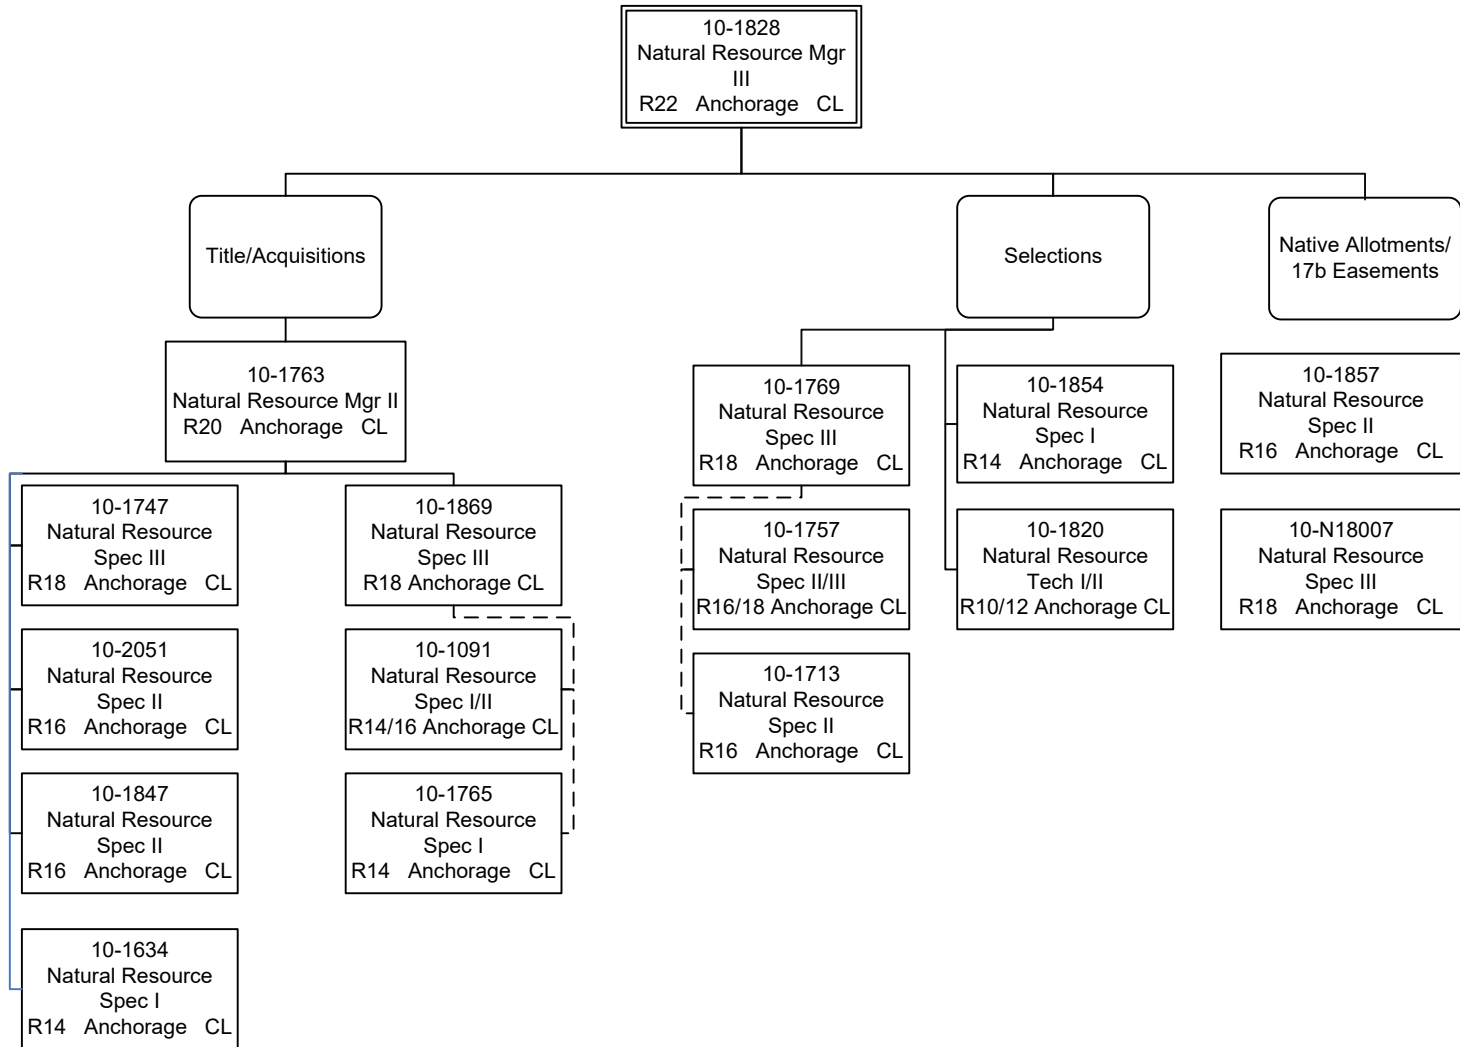 10-1828
Natural Resource Mgr
III
R22 Anchorage CL
Title/Acquisitions
Selections
Native Allotments/
17b Easements
10-1763
Natural Resource Mgr II
R20 Anchorage CL
10-1747
Natural Resource
Spec III
R18 Anchorage CL
10-2051
Natural Resource
Spec II
R16 Anchorage CL
10-1847
Natural Resource
Spec II
R16 Anchorage CL
10-1634
Natural Resource
Spec I
R14 Anchorage CL
10-1869
Natural Resource
Spec III
R18 Anchorage CL
10-1091
Natural Resource
Spec I/II
R14/16 Anchorage CL
10-1765
Natural Resource
Spec I
R14 Anchorage CL
10-1769
Natural Resource
Spec III
R18 Anchorage CL
10-1757
Natural Resource
Spec II/III
R16/18 Anchorage CL
10-1713
Natural Resource
Spec II
R16 Anchorage CL
10-1854
Natural Resource
Spec I
R14 Anchorage CL
10-1820
Natural Resource
Tech I/II
R10/12 Anchorage CL
10-1857
Natural Resource
Spec II
R16 Anchorage CL
10-N18007
Natural Resource
Spec III
R18 Anchorage CL